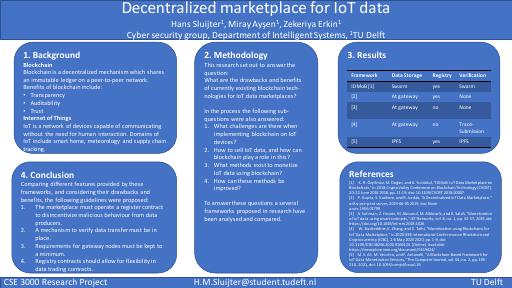 Decentralized marketplace for IoT data
Hans Sluijter¹, Miray Ayşen¹, Zekeriya Erkin¹
Cyber security group, Department of Intelligent Systems, ¹TU Delft
1. Background
Blockchain
Blockchain is a decentralized mechanism which shares
an immutable ledger on a peer-to-peer network.
Benefits of blockchain include:
• Transparency
• Auditability
• Trust
Internet of Things
IoT is a network of devices capable of communicating
without the need for human interaction. Domains of
IoT include smart home, meteorology and supply chain
tracking.
4. Conclusion
Comparing different features provided by these
frameworks, and considering their drawbacks and
benefits, the following guidelines were proposed:
1. The marketplace must operate a register contract
to disincentivize malicious behaviour from data
producers.
2. A mechanism to verify data transfer must be in
place.
3. Requirements for gateway nodes must be kept to
a minimum.
4. Registry contracts should allow for flexibility in
data trading contracts.
2. Methodology
This research set out to answer the
question:
What are the drawbacks and benefits
of currently existing blockchain tech-
nologies for IoT data marketplaces?
In the process the following sub-
questions were also answered:
1. What challenges are there when
implementing blockchain on IoT
devices?
2. How to sell IoT data, and how can
blockchain play a role in this?
3. What methods exist to monetize
IoT data using blockchain?
4. How can these methods be
improved?
To answer these questions a several
frameworks proposed in research have
been analysed and compared.
3. Results
Framework Data Storage Registry Verification
IDMoB [1] Swarm yes Swarm
[2] At gateway yes None
[3] At gateway no None
[4] At gateway no Trans-
Submission
[5] IPFS yes IPFS
References
CSE 3000 Research Project
H.M.Sluijter@student.tudelft.nl
TU Delft